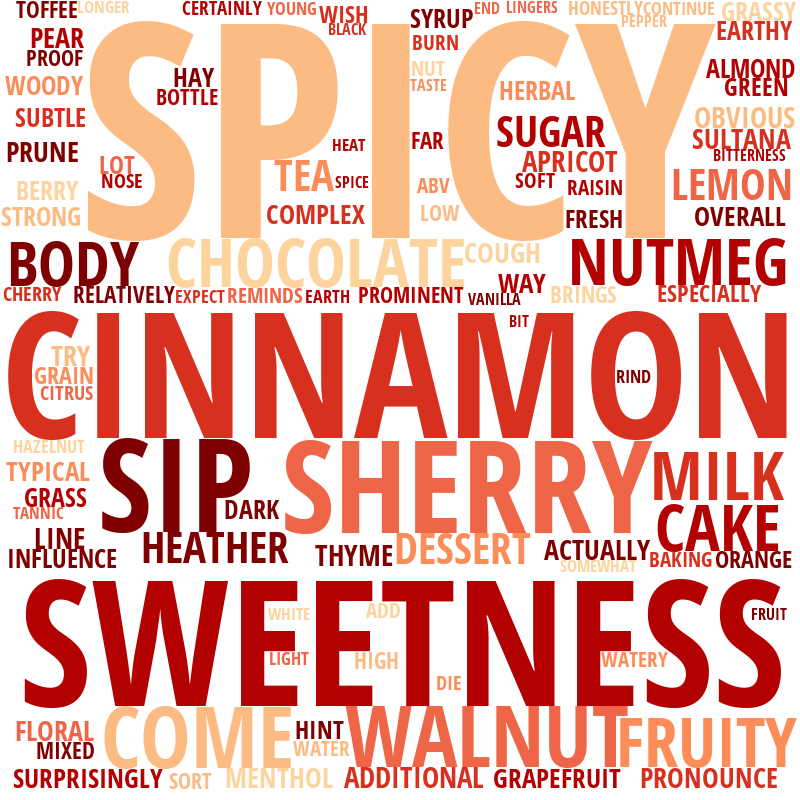 TOFFEE LONGER CERTAINLY YOUNG WISH SYRUP END LINGERS HONESTLY CONTINUE GRASSY
BLACK PEPPER
PEAR BURN EARTHY
PROOF
SPICY
WOODY HAY NUT ALMOND
BOTTLE TASTE HERBAL GREEN
SUBTLE SUGAR OBVIOUS
PRUNE HEAT FAR SULTANA
LOT TEA APRICOT BITTERNESS
NOSE SPICE SOFT
BERRY ABV RAISIN LEMON
STRONG COMPLEX LOW FRESH OVERALL
BODY CHOCOLATE COUGH NUTMEG
WAY
CHERRY RELATIVELY EXPECT REMINDS EARTH PROMINENT VANILLA BRINGS ESPECIALLY
BIT
CINNAMON
TRY
GRAIN RIND
CITRUS
HAZELNUT
TYPICAL SIP SHERRY MILK
GRASS
TANNIC DARK CAKE
LINE HEATHER DESSERT
INFLUENCE THYME ACTUALLY BAKING ORANGE
SOMEWHAT
SWEETNESS
WHITE ADD FRUIT
LIGHT HIGH WATERY
DIE
FLORAL COME HINT WALNUT FRUITY
MIXED WATER
SURPRISINGLY SORT MENTHOL ADDITIONAL GRAPEFRUIT PRONOUNCE